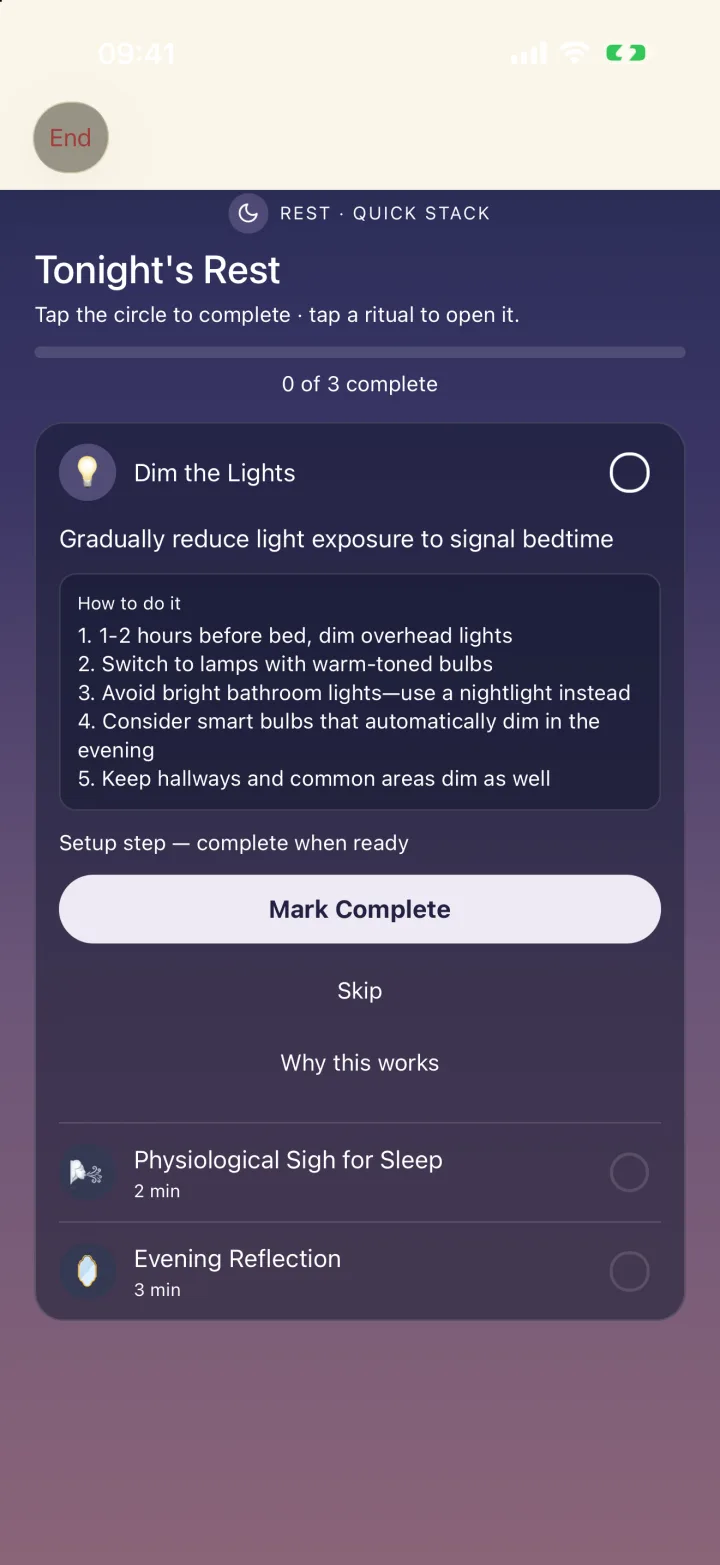 09:41
End
REST · QUICK STACK
Tonight's Rest
Tap the circle to complete · tap a ritual to open it.
0 of 3 complete
Dim the Lights
Gradually reduce light exposure to signal bedtime
How to do it
1. 1-2 hours before bed, dim overhead lights
2. Switch to lamps with warm-toned bulbs
3. Avoid bright bathroom lights—use a nightlight instead
4. Consider smart bulbs that automatically dim in the
evening
5. Keep hallways and common areas dim as well
Setup step — complete when ready
Mark Complete
Skip
Why this works
Physiological Sigh for Sleep
2 min
Evening Reflection
3 min